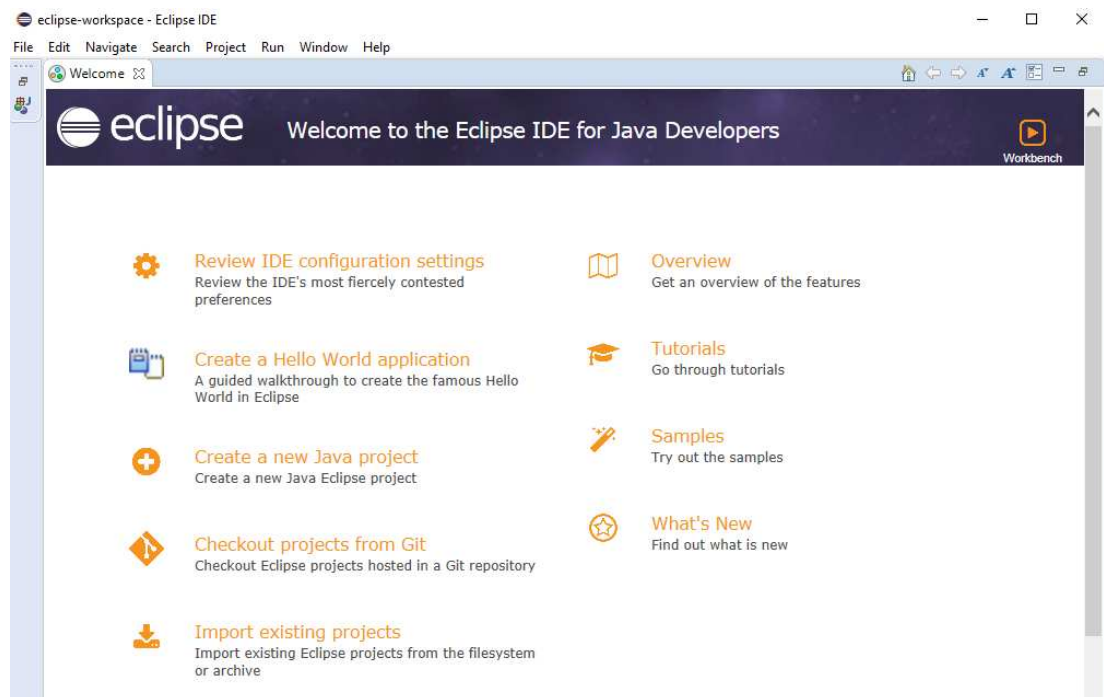 eclipse-workspace - Eclipse IDE
File Edit Navigate Search Project Run Window Help
Welcome
eclipse Welcome to the Eclipse IDE for Java Developers
Workbench
Review IDE configuration settings
Review the IDE's most fiercely contested
preferences
Create a Hello World application
A guided walkthrough to create the famous Hello
World in Eclipse
Create a new Java project
Create a new Java Eclipse project
Checkout projects from Git
Checkout Eclipse projects hosted in a Git repository
Import existing projects
Import existing Eclipse projects from the filesystem
or archive
Overview
Get an overview of the features
Tutorials
Go through tutorials
Samples
Try out the samples
What's New
Find out what is new